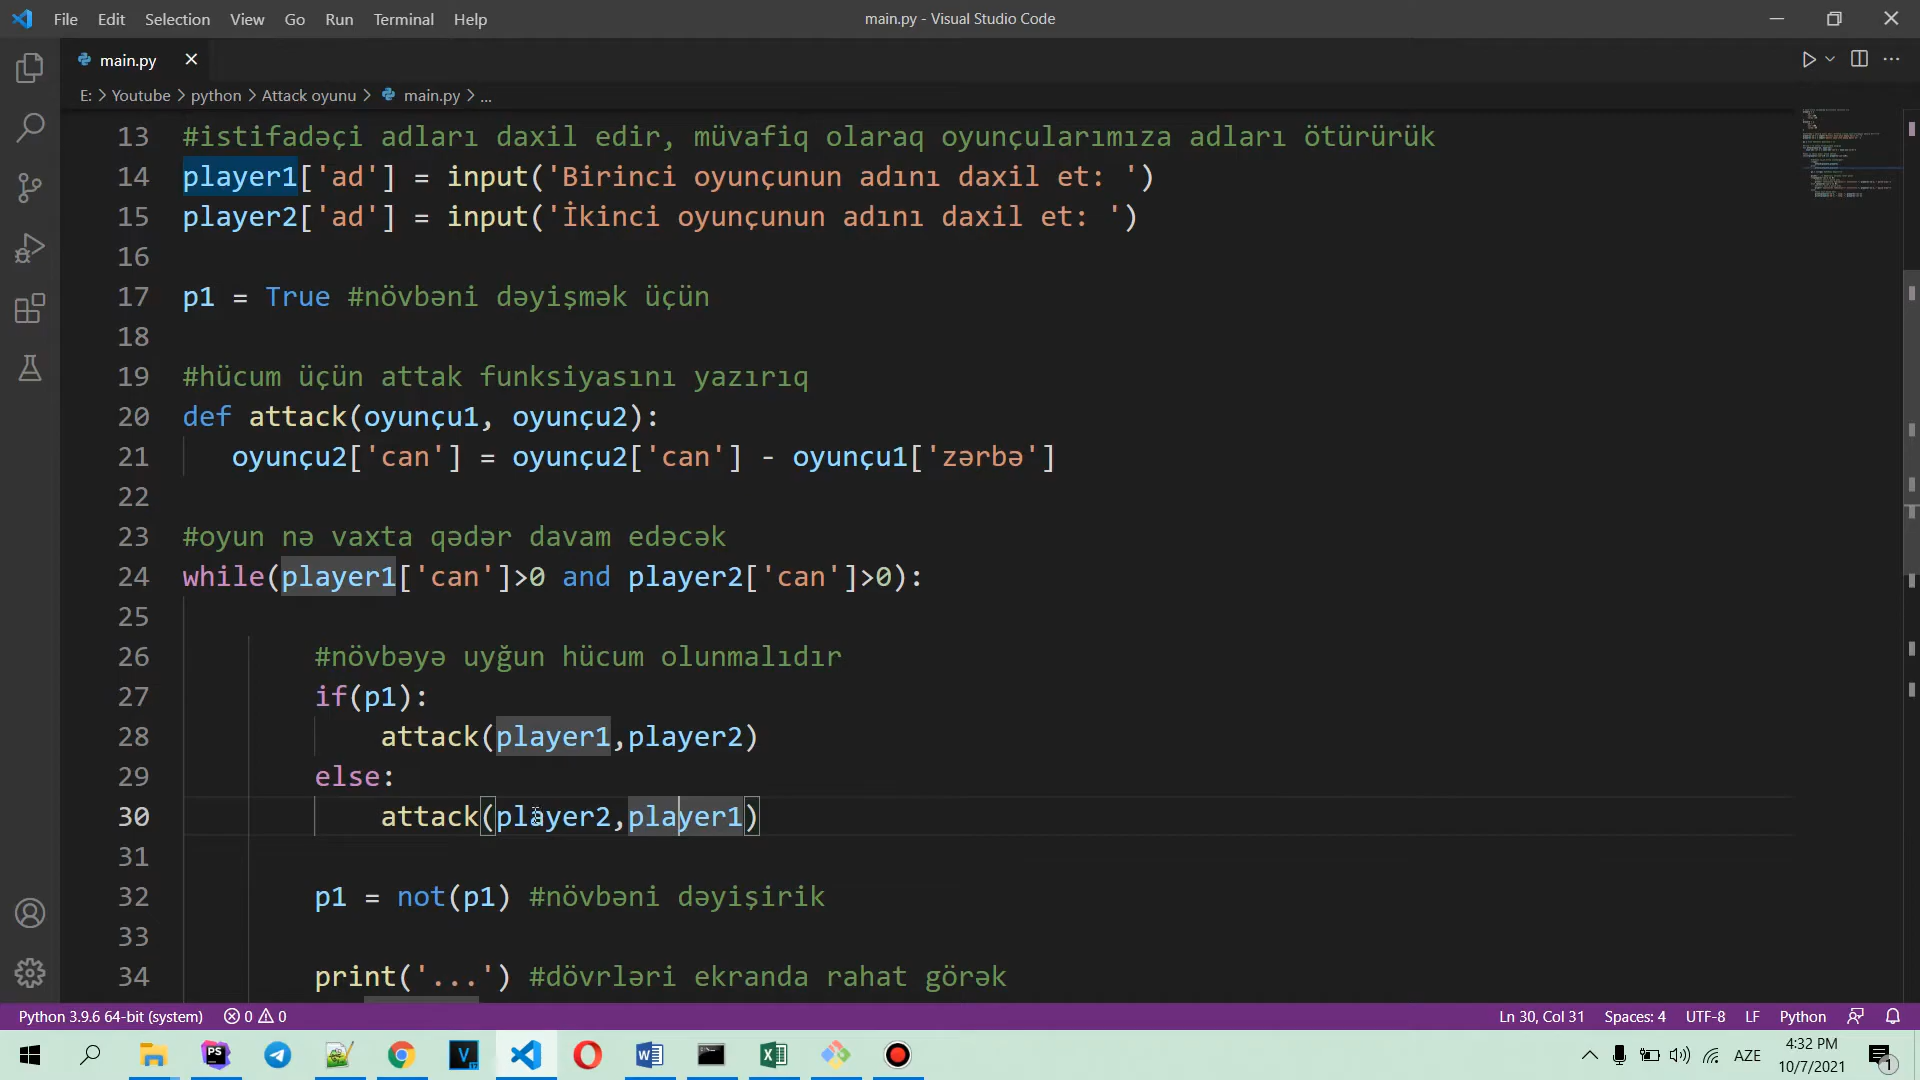 File Edit Selection View Go Run Terminal Help
main.py - Visual Studio Code
main.py
E: > Youtube > python > Attack oyunu > main.py > ...
13 #istifadəçi adları daxil edir, müvafiq olaraq oyunçularımıza adları ötürürük
14 player1['ad'] = input('Birinci oyunçunun adını daxil et: ')
15 player2['ad'] = input('İkinci oyunçunun adını daxil et: ')
16
17 p1 = True #növbəni dəyişmək üçün
18
19 #hücum üçün attak funksiyasını yazırıq
20 def attack(oyunçu1, oyunçu2):
21 oyunçu2['can'] = oyunçu2['can'] - oyunçu1['zərbə']
22
23 #oyun nə vaxta qədər davam edəcək
24 while(player1['can']>0 and player2['can']>0):
25
26 #növbəyə uyğun hücum olunmalıdır
27 if(p1):
28 attack(player1,player2)
29 else:
30 attack(player2,player1)
31
32 p1 = not(p1) #növbəni dəyişirik
33
34 print('...') #dövrləri ekranda rahat görək
Python 3.9.6 64-bit (system) 0 0
Ln 30, Col 31 Spaces: 4 UTF-8 LF Python
PS
V
AZE
4:32 PM
10/7/2021
1